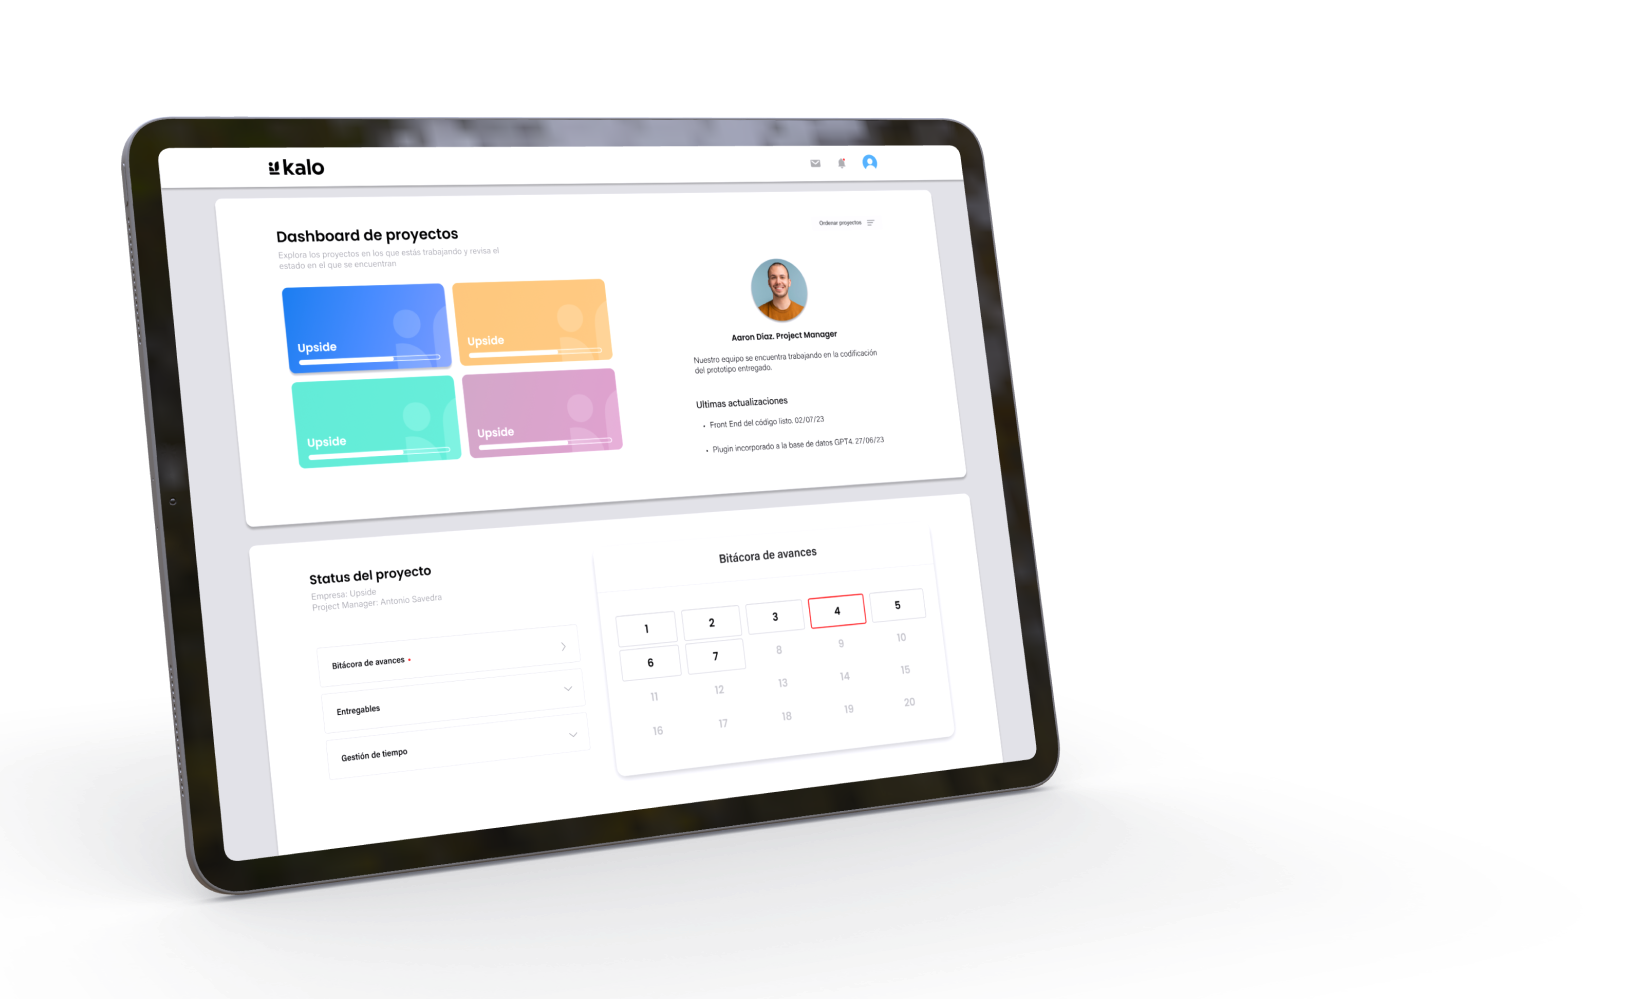 kalo
Ordenar proyectos
Dashboard de proyectos
Explora los proyectos en los que estás trabajando y revisa el
estado en el que se encuentran
Upside
Upside
Upside
Upside
Aaron Diaz. Project Manager
Nuestro equipo se encuentra trabajando en la codificación
del prototipo entregado.
Ultimas actualizaciones
• Front End del código listo. 02/07/23
• Plugin incorporado a la base de datos GPT4. 27/06/23
Status del proyecto
Empresa: Upside
Project Manager: Antonio Savedra
Bitácora de avances •
Entregables
Gestión de tiempo
Bitácora de avances
1 2 3 4 5
6 7 8 9 10
11 12 13 14 15
16 17 18 19 20